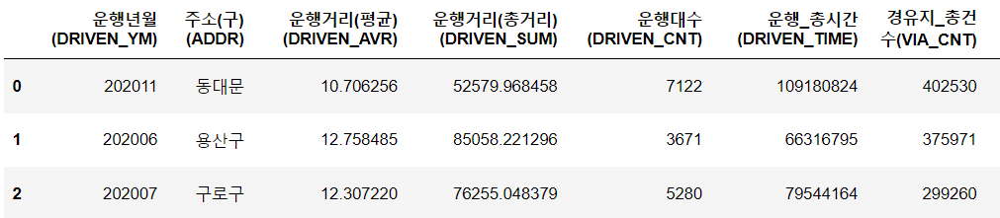 운행년월 주소(구) 운행거리(평균) 운행거리(총거리) 운행대수 운행_총시간 경유지_총건
(DRIVEN_YM) (ADDR) (DRIVEN_AVR) (DRIVEN_SUM) (DRIVEN_CNT) (DRIVEN_TIME) 수(VIA_CNT)
0 202011 동대문 10.706256 52579.968458 7122 109180824 402530
1 202006 용산구 12.758485 85058.221296 3671 66316795 375971
2 202007 구로구 12.307220 76255.048379 5280 79544164 299260